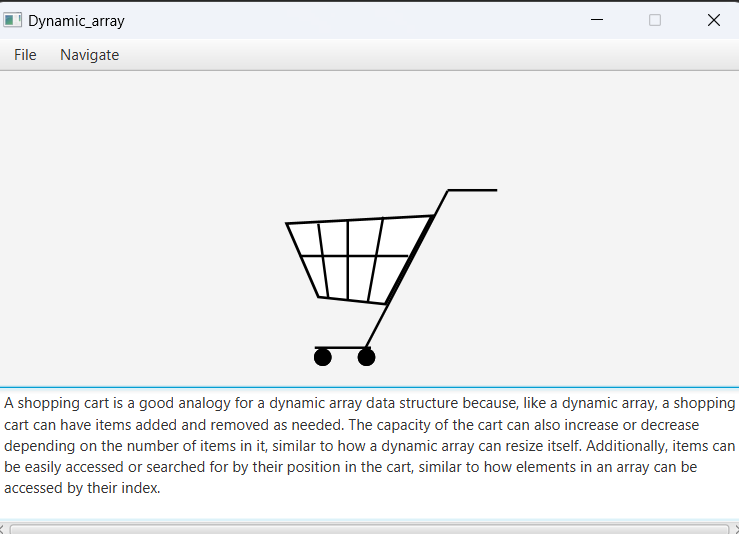 Dynamic_array
File Navigate
A shopping cart is a good analogy for a dynamic array data structure because, like a dynamic array, a shopping
cart can have items added and removed as needed. The capacity of the cart can also increase or decrease
depending on the number of items in it, similar to how a dynamic array can resize itself. Additionally, items can
be easily accessed or searched for by their position in the cart, similar to how elements in an array can be
accessed by their index.